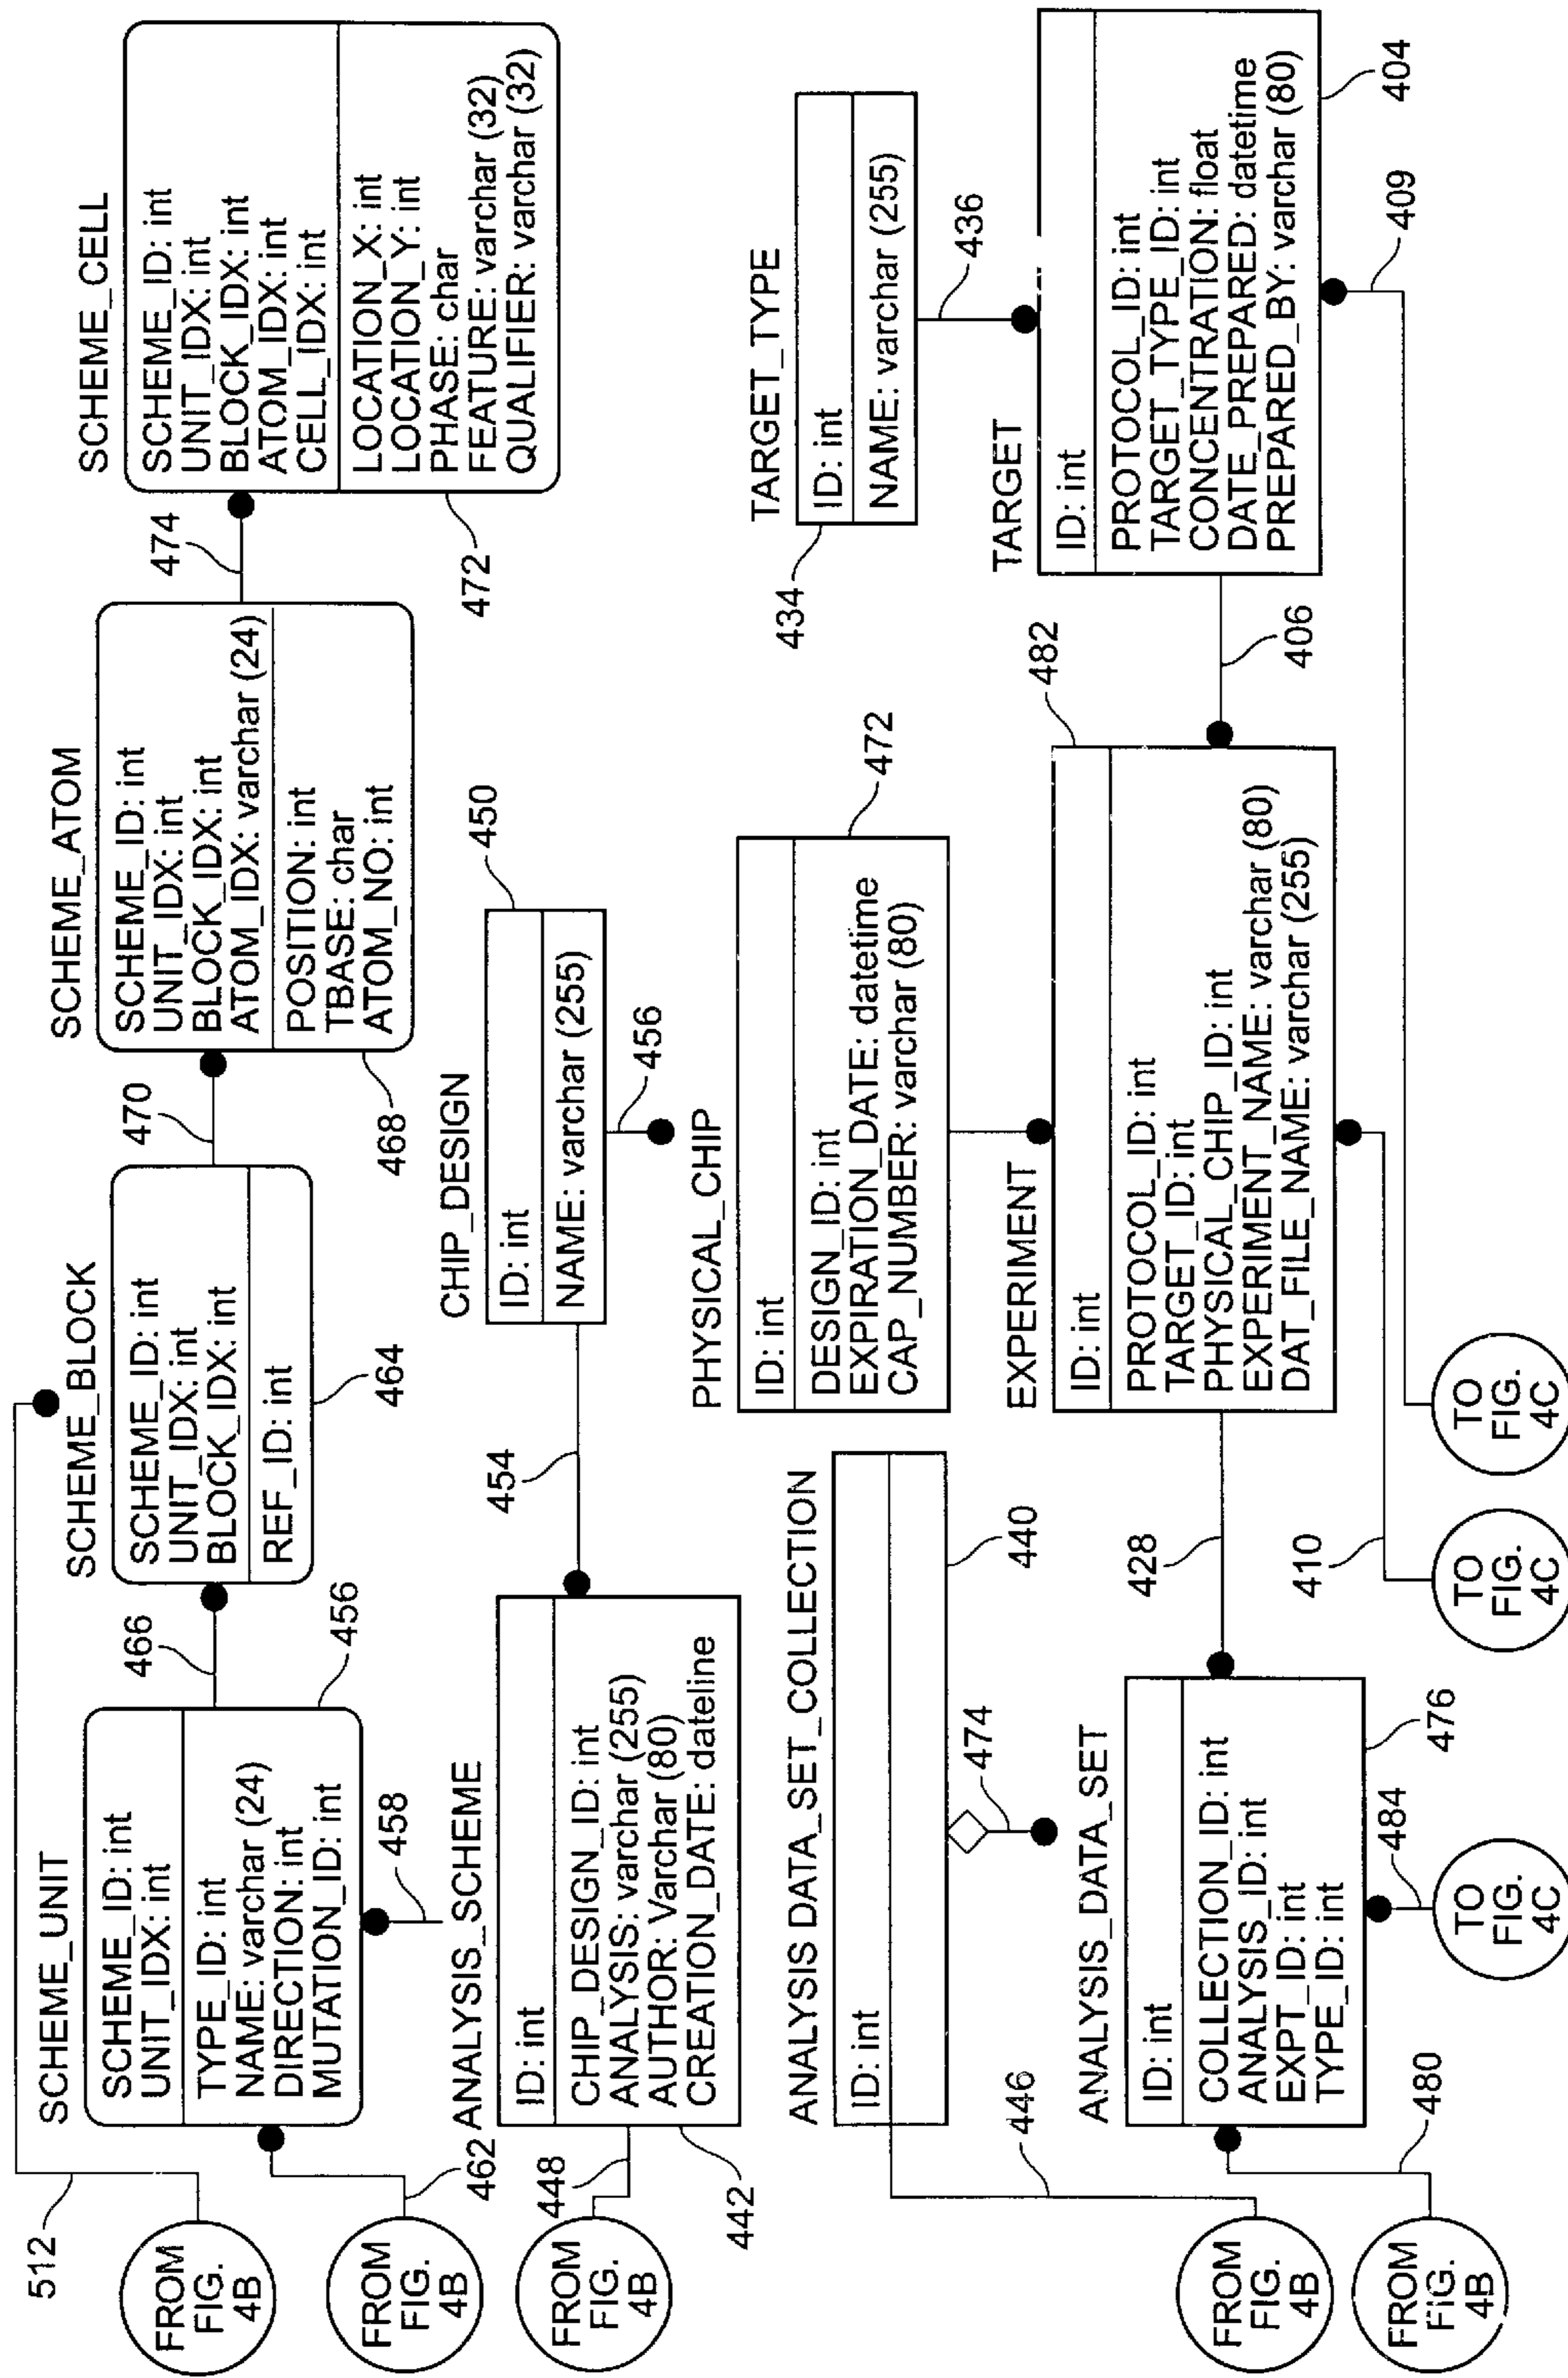 512
FROM
FIG.
4B
SCHEME_UNIT
SCHEME_ID: int
UNIT_IDX: int
TYPE_ID: int
NAME: varchar (24)
DIRECTION: int
MUTATION_ID: int
466
456
SCHEME_BLOCK
SCHEME_ID: int
UNIT_IDX: int
BLOCK_IDX: int
REF_ID: int
464
470
SCHEME_ATOM
SCHEME_ID: int
UNIT_IDX: int
BLOCK_IDX: int
ATOM_IDX: varchar (24)
POSITION: int
TBASE: char
ATOM_NO: int
468
474
SCHEME_CELL
SCHEME_ID: int
UNIT_IDX: int
BLOCK_IDX: int
ATOM_IDX: int
CELL_IDX: int
LOCATION_X: int
LOCATION_Y: int
PHASE: char
FEATURE: varchar (32)
QUALIFIER: varchar (32)
472
FROM
FIG.
4B
462
458
ANALYSIS_SCHEME
ID: int
CHIP_DESIGN_ID: int
ANALYSIS: varchar (255)
AUTHOR: Varchar (80)
CREATION_DATE: dateline
448
FROM
FIG.
4B
442
454
CHIP_DESIGN
450
ID: int
NAME: varchar (255)
456
ANALYSIS DATA_SET_COLLECTION
ID: int
440
446
474
PHYSICAL_CHIP
ID: int
DESIGN_ID: int
EXPIRATION_DATE: datetime
CAP_NUMBER: varchar (80)
472
TARGET_TYPE
ID: int
NAME: varchar (255)
434
436
ANALYSIS_DATA_SET
ID: int
COLLECTION_ID: int
ANALYSIS_ID: int
EXPT_ID: int
TYPE_ID: int
476
428
EXPERIMENT
482
ID: int
PROTOCOL_ID: int
TARGET_ID: int
PHYSICAL_CHIP_ID: int
EXPERIMENT_NAME: varchar (80)
DAT_FILE_NAME: varchar (255)
406
TARGET
ID: int
PROTOCOL_ID: int
TARGET_TYPE_ID: int
CONCENTRATION: float
DATE_PREPARED: datetime
PREPARED_BY: varchar (80)
404
FROM
FIG.
4B
FROM
FIG.
4B
480
484
410
409
TO
FIG.
4C
TO
FIG.
4C
TO
FIG.
4C